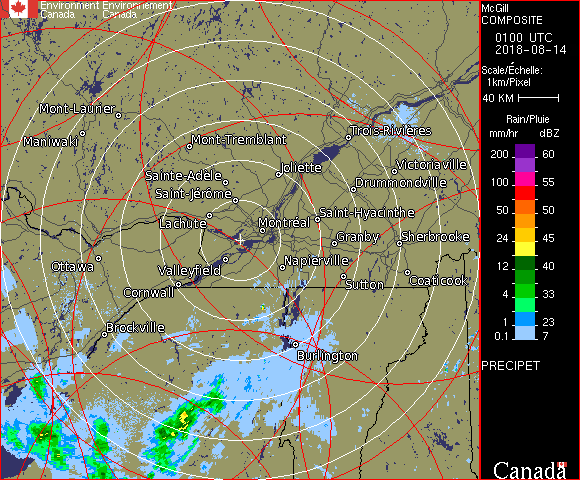 Environment Environnement
Canada Canada
McGill
COMPOSITE
0100 UTC
2018-08-14
Scale/Échelle:
1km/Pixel
40 KM
Rain/Pluie
mm/hr dBZ
200 60
100 55
50 50
24 45
12 40
4 33
1 23
0.1 7
PRECIPET
Canada
Mont-Laurier
Maniwaki
Mont-Tremblant
Trois-Rivières
Joliette
Victoriaville
Sainte-Adèle
Drummondville
Saint-Jérôme
Lachute
Saint-Hyacinthe
Montréal
Granby
Sherbrooke
Ottawa
Valleyfield
Napierville
Coaticook
Cornwall
Sutton
Brockville
Burlington